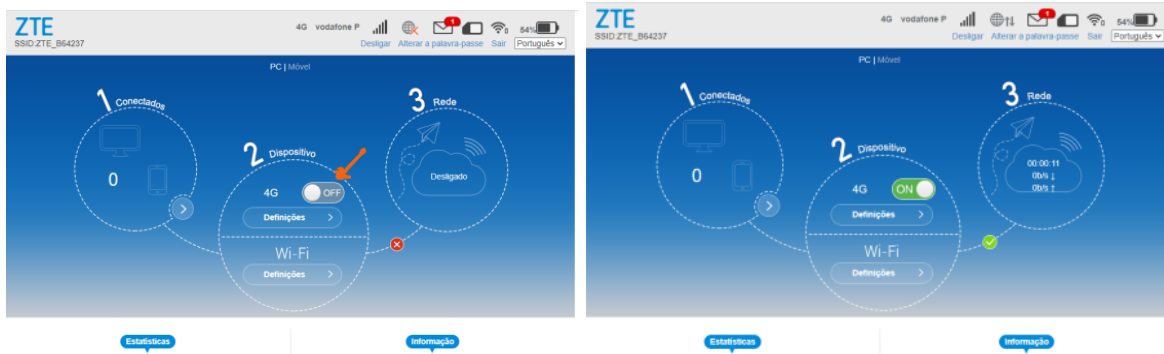 ZTE
SSID:ZTE_B64237
4G vodafone P 1 0 54%
Desligar Alterar a palavra-passe Sair Português
PC | Móvel
1 Conectados
0
2 Dispositivo
4G OFF
Definições >
Wi-Fi
Definições >
3 Rede
Desligado
Estatísticas
Informação
ZTE
SSID:ZTE_B64237
4G vodafone P 1 0 54%
Desligar Alterar a palavra-passe Sair Português
PC | Móvel
1 Conectados
0
2 Dispositivo
4G ON
Definições >
Wi-Fi
Definições >
3 Rede
00:00:11
0b/s ↓
0b/s ↑
Estatísticas
Informação